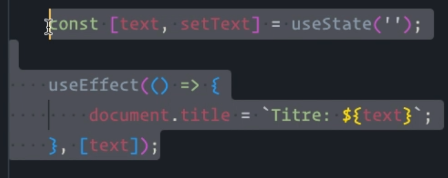 const [text, setText] = useState('');
useEffect(() => {
document.title = `Titre: ${text}`;
}, [text]);